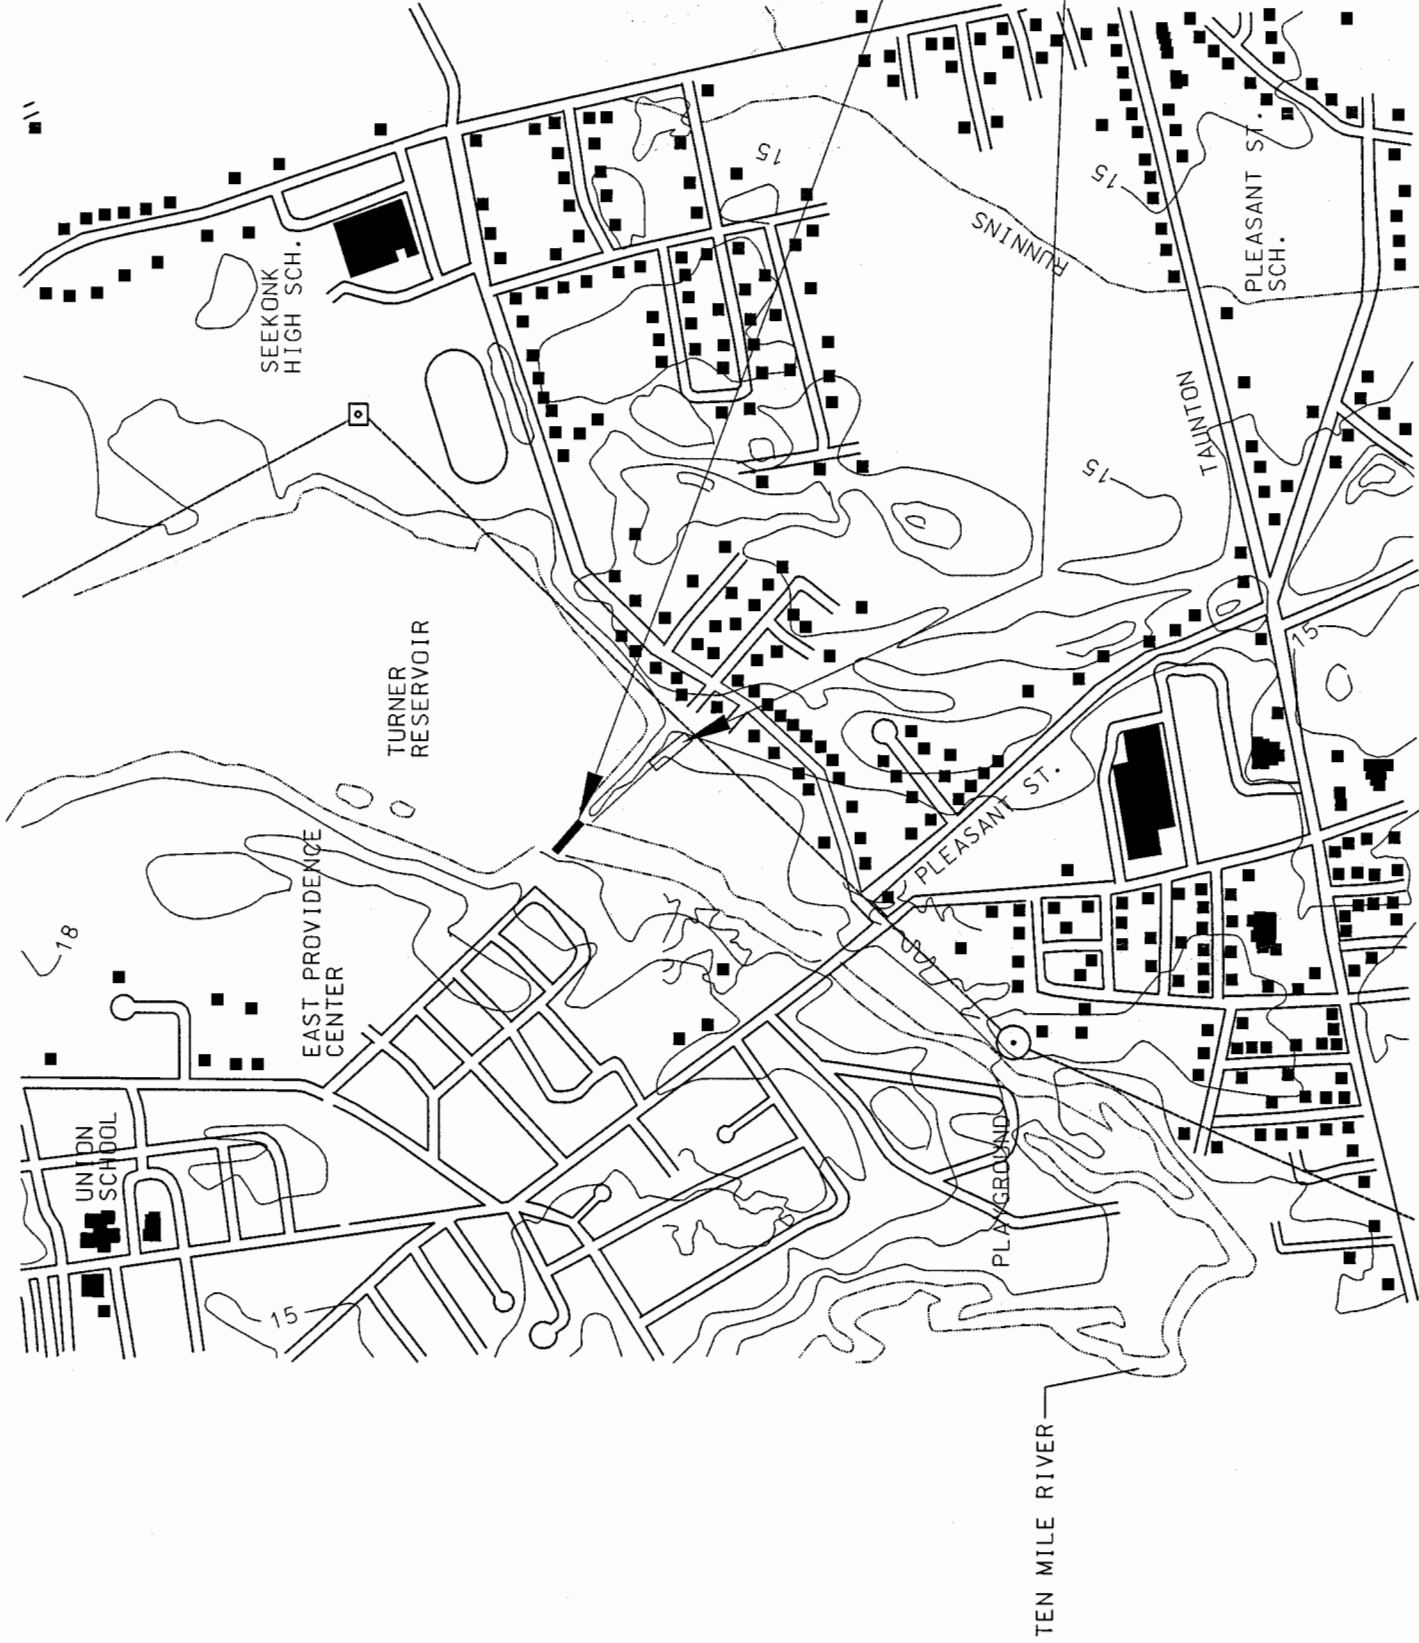 SEEKONK
HIGH SCH.
15
RUNNINS
15
PLEASANT ST.
SCH.
TURNER
RESERVOIR
TAUNTON
15
18
EAST PROVIDENCE
CENTER
PLEASANT ST.
15
UNION
SCHOOL
15
PLAYGROUND
TEN MILE RIVER